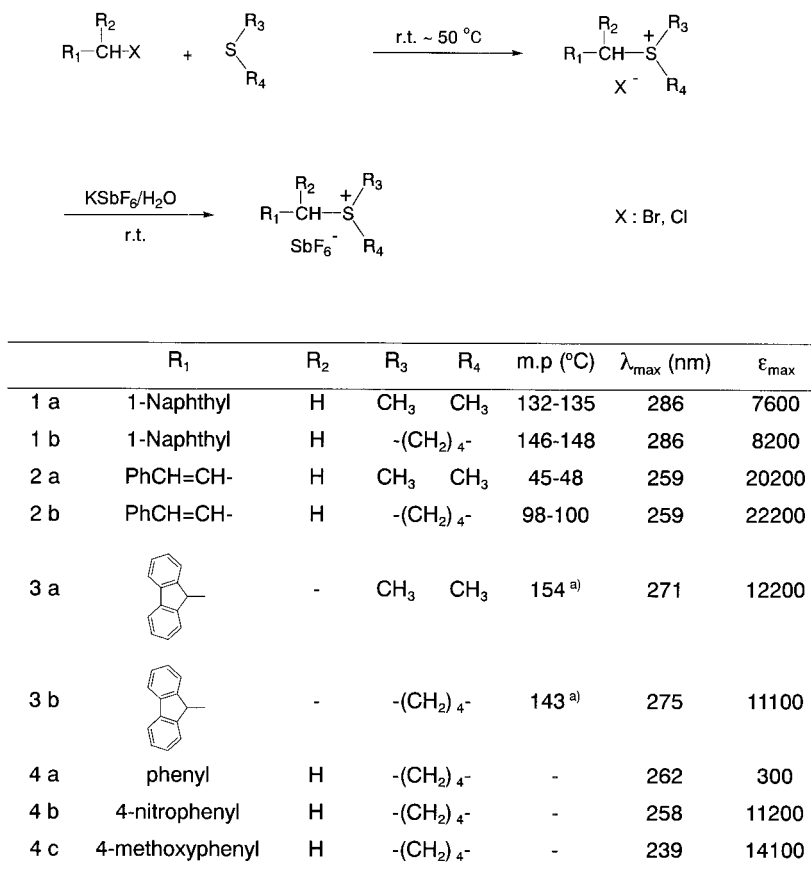 R₂ R₃
R₁-CH-X + S r.t. ~ 50 °C R₁-CH-S⁺ R₂ R₃
R₄ X⁻ R₄
KSbF₆/H₂O R₂ + R₃
r.t. R₁-CH-S X : Br, Cl
SbF₆⁻ R₄
R₁ R₂ R₃ R₄ m.p (°C) λmax (nm) εmax
1 a 1-Naphthyl H CH₃ CH₃ 132-135 286 7600
1 b 1-Naphthyl H -(CH₂)₄- 146-148 286 8200
2 a PhCH=CH- H CH₃ CH₃ 45-48 259 20200
2 b PhCH=CH- H -(CH₂)₄- 98-100 259 22200
3 a - CH₃ CH₃ 154 a) 271 12200
3 b - -(CH₂)₄- 143 a) 275 11100
4 a phenyl H -(CH₂)₄- - 262 300
4 b 4-nitrophenyl H -(CH₂)₄- - 258 11200
4 c 4-methoxyphenyl H -(CH₂)₄- - 239 14100